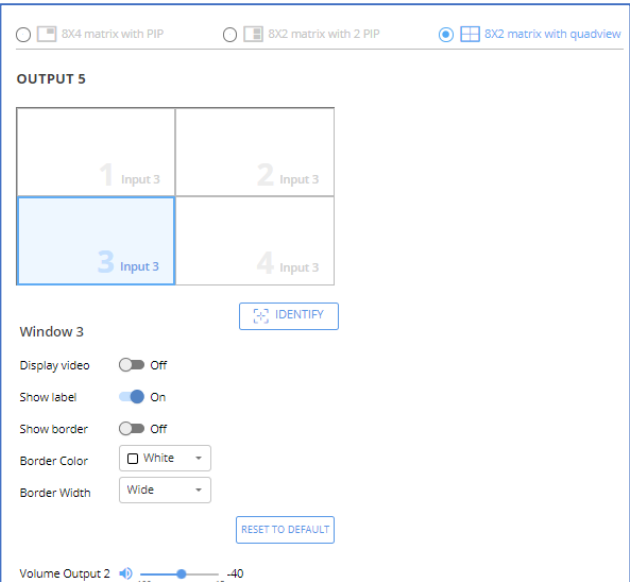 8X4 matrix with PIP 8X2 matrix with 2 PIP 8X2 matrix with quadview
OUTPUT 5
1 Input 3 2 Input 3
3 Input 3 4 Input 3
IDENTIFY
Window 3
Display video Off
Show label On
Show border Off
Border Color White
Border Width Wide
RESET TO DEFAULT
Volume Output 2 -40